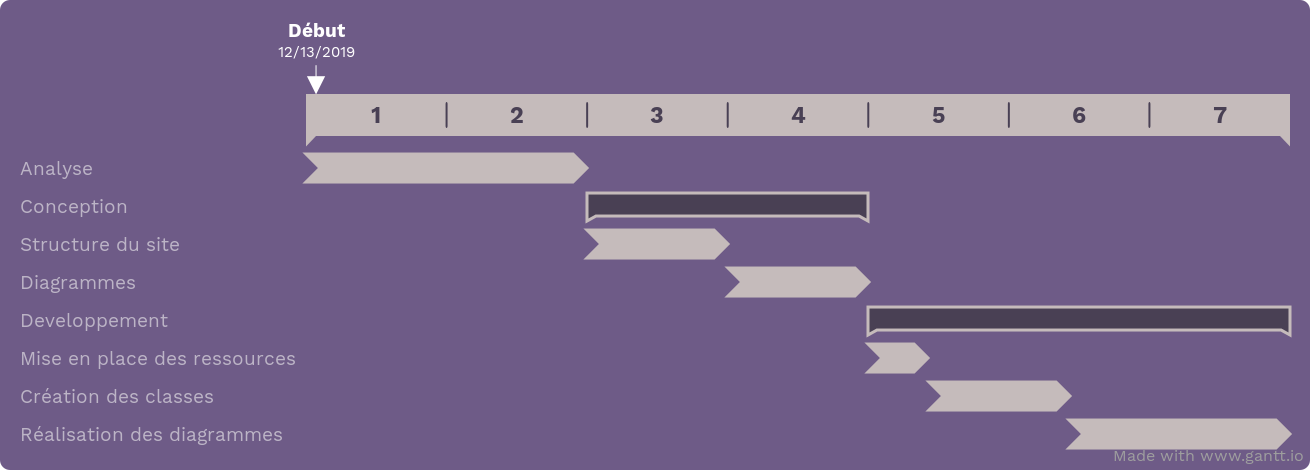 Début
12/13/2019
1 | 2 | 3 | 4 | 5 | 6 | 7
Analyse
Conception
Structure du site
Diagrammes
Developpement
Mise en place des ressources
Création des classes
Réalisation des diagrammes
Made with www.gantt.io